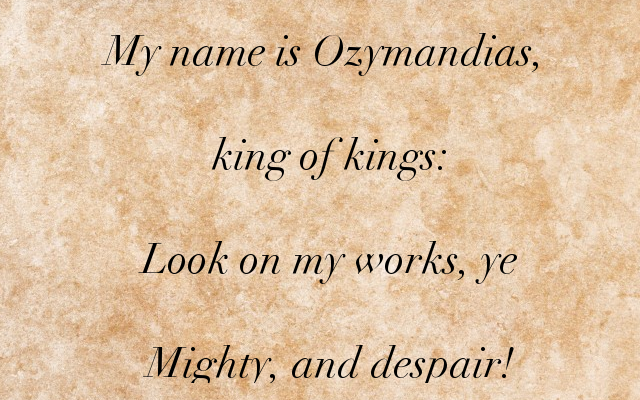 My name is Ozymandias,
king of kings:
Look on my works, ye
Mighty, and despair!